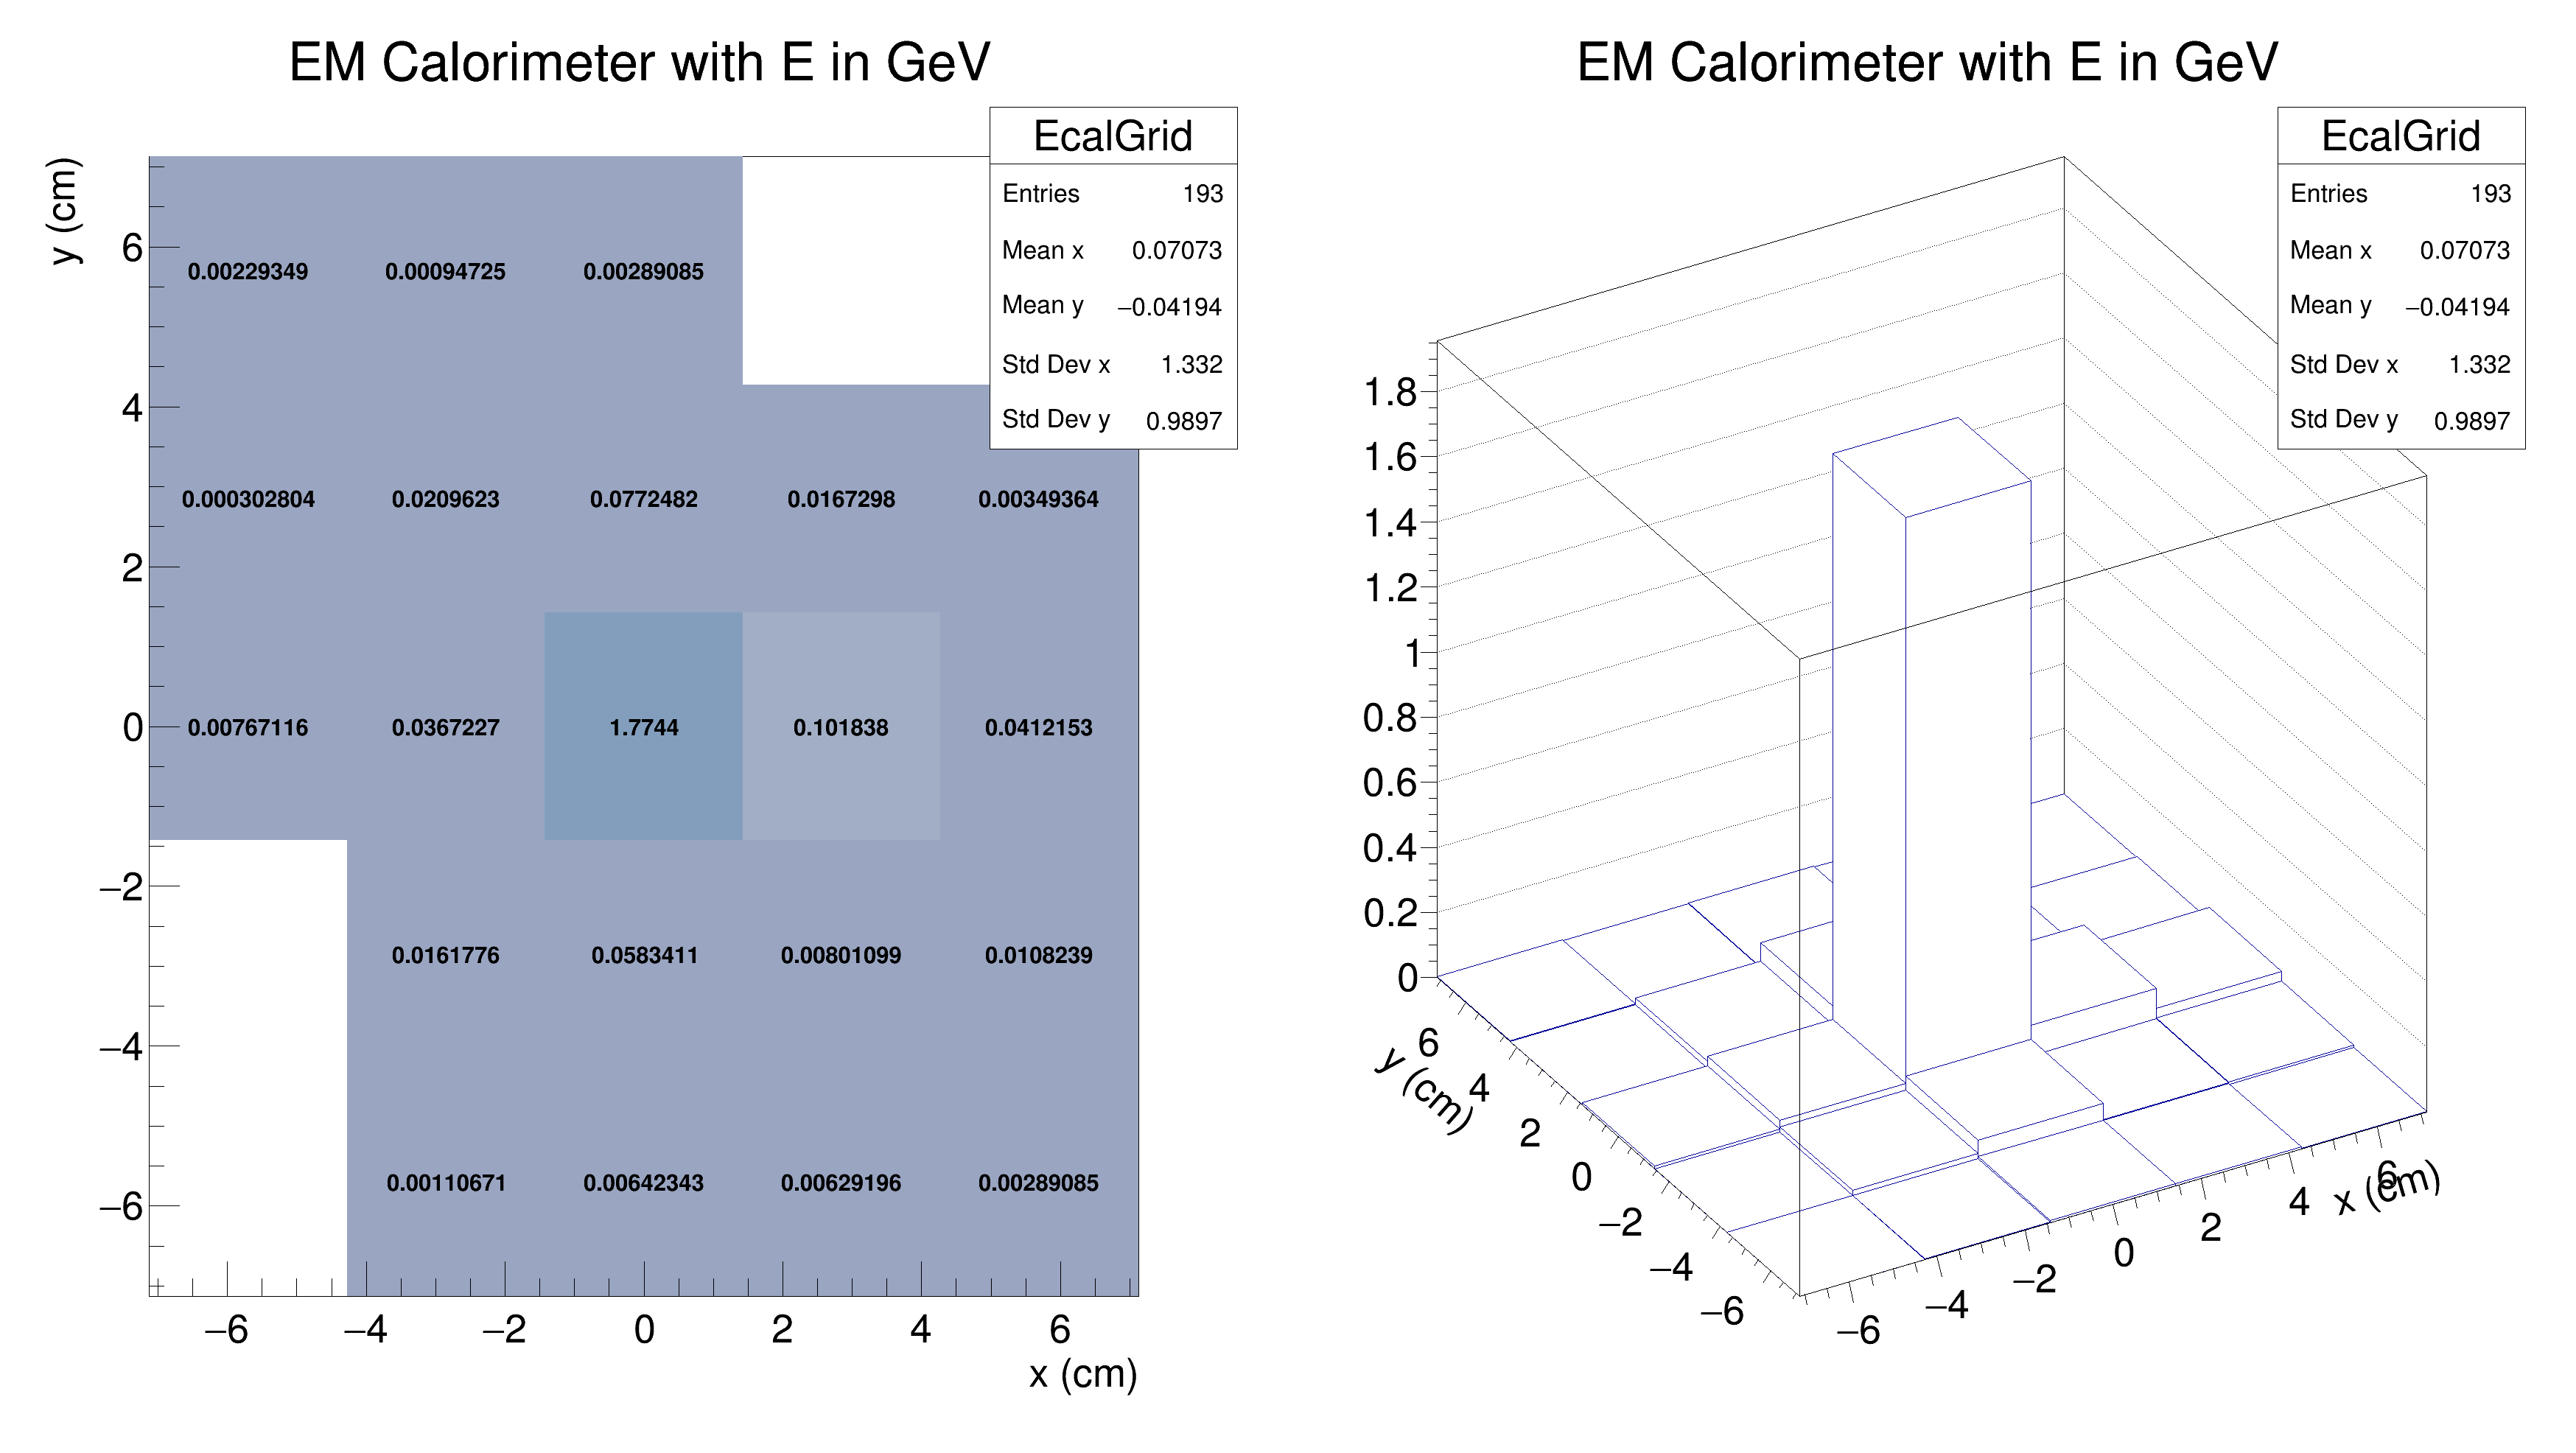 EM Calorimeter with E in GeV
EcalGrid
Entries 193
Mean x 0.07073
Mean y −0.04194
Std Dev x 1.332
Std Dev y 0.9897
y (cm)
6
4
2
0
−2
−4
−6
0.00229349 0.00094725 0.00289085
0.000302804 0.0209623 0.0772482 0.0167298 0.00349364
0.00767116 0.0367227 1.7744 0.101838 0.0412153
0.0161776 0.0583411 0.00801099 0.0108239
0.00110671 0.00642343 0.00629196 0.00289085
−6 −4 −2 0 2 4 6
x (cm)
EM Calorimeter with E in GeV
EcalGrid
Entries 193
Mean x 0.07073
Mean y −0.04194
Std Dev x 1.332
Std Dev y 0.9897
1.8
1.6
1.4
1.2
1
0.8
0.6
0.4
0.2
0
y (cm)
6
4
2
0
−2
−4
−6
−6
−4
−2
0
2
4
6
x (cm)